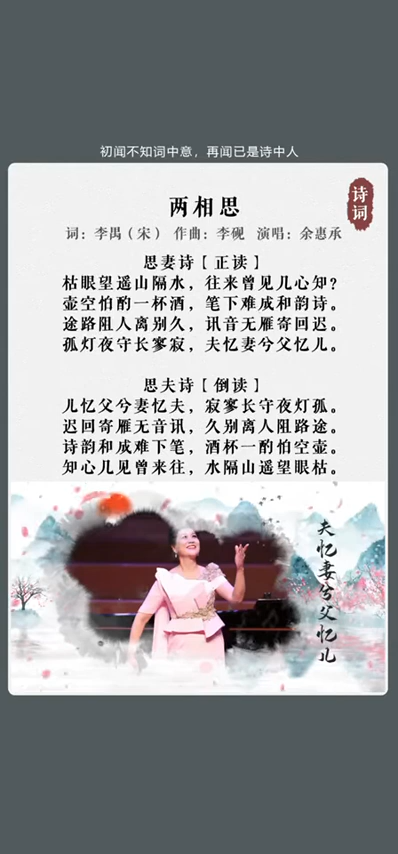 初闻不知词中意，再闻已是诗中人
诗词
两相思
词：李禺（宋） 作曲：李砚 演唱：余惠承
思妻诗【正读】
枯眼望遥山隔水，往来曾见几心知？
壶空怕酌一杯酒，笔下难成和韵诗。
途路阻人离别久，讯音无雁寄回迟。
孤灯夜守长寥寂，夫忆妻兮父忆儿。
思夫诗【倒读】
儿忆父兮妻忆夫，寂寥长守夜灯孤。
迟回寄雁无音讯，久别离人阻路途。
诗韵和成难下笔，酒杯一酌怕空壶。
知心几见曾来往，水隔山遥望眼枯。
夫忆妻兮父忆儿